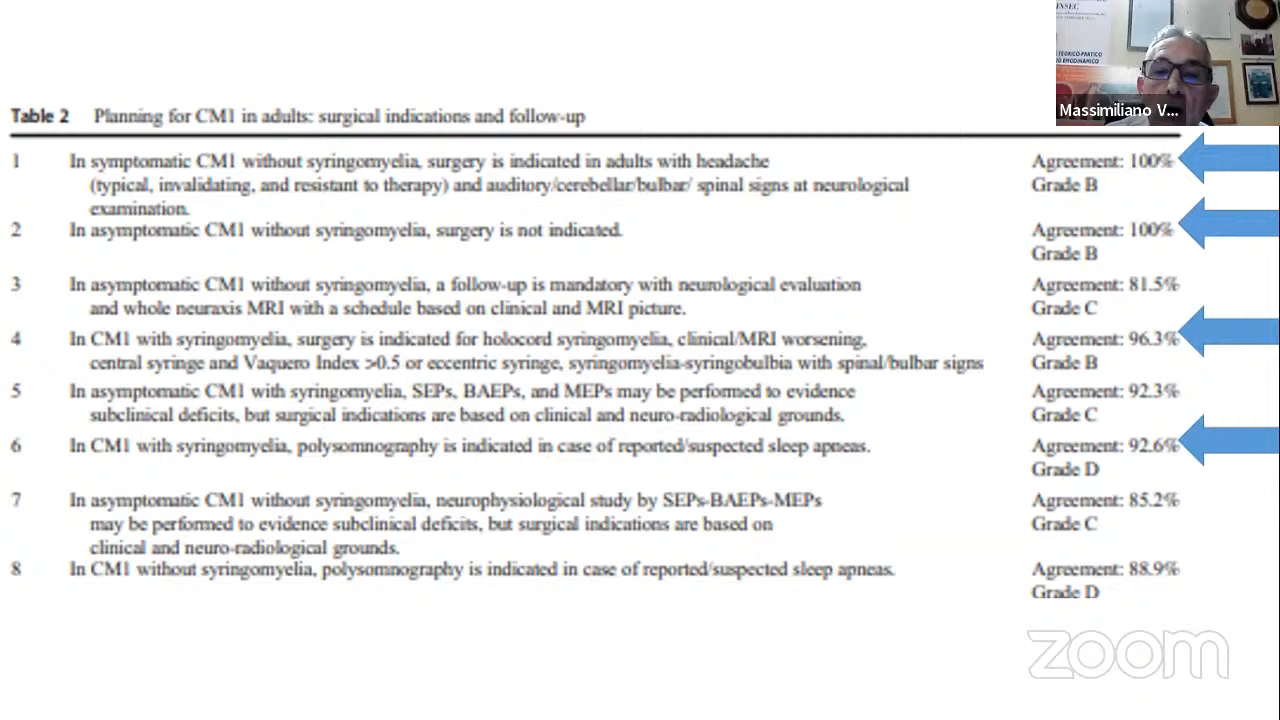 INSEC
TEORICO-PRATICO
IO EMODINAMICO
Massimiliano V...
Table 2 Planning for CM1 in adults: surgical indications and follow-up
1 In symptomatic CM1 without syringomyelia, surgery is indicated in adults with headache Agreement: 100%
(typical, invalidating, and resistant to therapy) and auditory/cerebellar/bulbar/ spinal signs at neurological Grade B
examination.
2 In asymptomatic CM1 without syringomyelia, surgery is not indicated. Agreement: 100%
Grade B
3 In asymptomatic CM1 without syringomyelia, a follow-up is mandatory with neurological evaluation Agreement: 81.5%
and whole neuraxis MRI with a schedule based on clinical and MRI picture. Grade C
4 In CM1 with syringomyelia, surgery is indicated for holocord syringomyelia, clinical/MRI worsening, Agreement: 96.3%
central syringe and Vaquero Index >0.5 or eccentric syringe, syringomyelia-syringobulbia with spinal/bulbar signs Grade B
5 In asymptomatic CM1 with syringomyelia, SEPs, BAEPs, and MEPs may be performed to evidence Agreement: 92.3%
subclinical deficits, but surgical indications are based on clinical and neuro-radiological grounds. Grade C
6 In CM1 with syringomyelia, polysomnography is indicated in case of reported/suspected sleep apneas. Agreement: 92.6%
Grade D
7 In asymptomatic CM1 without syringomyelia, neurophysiological study by SEPs-BAEPs-MEPs Agreement: 85.2%
may be performed to evidence subclinical deficits, but surgical indications are based on Grade C
clinical and neuro-radiological grounds.
8 In CM1 without syringomyelia, polysomnography is indicated in case of reported/suspected sleep apneas. Agreement: 88.9%
Grade D
zoom